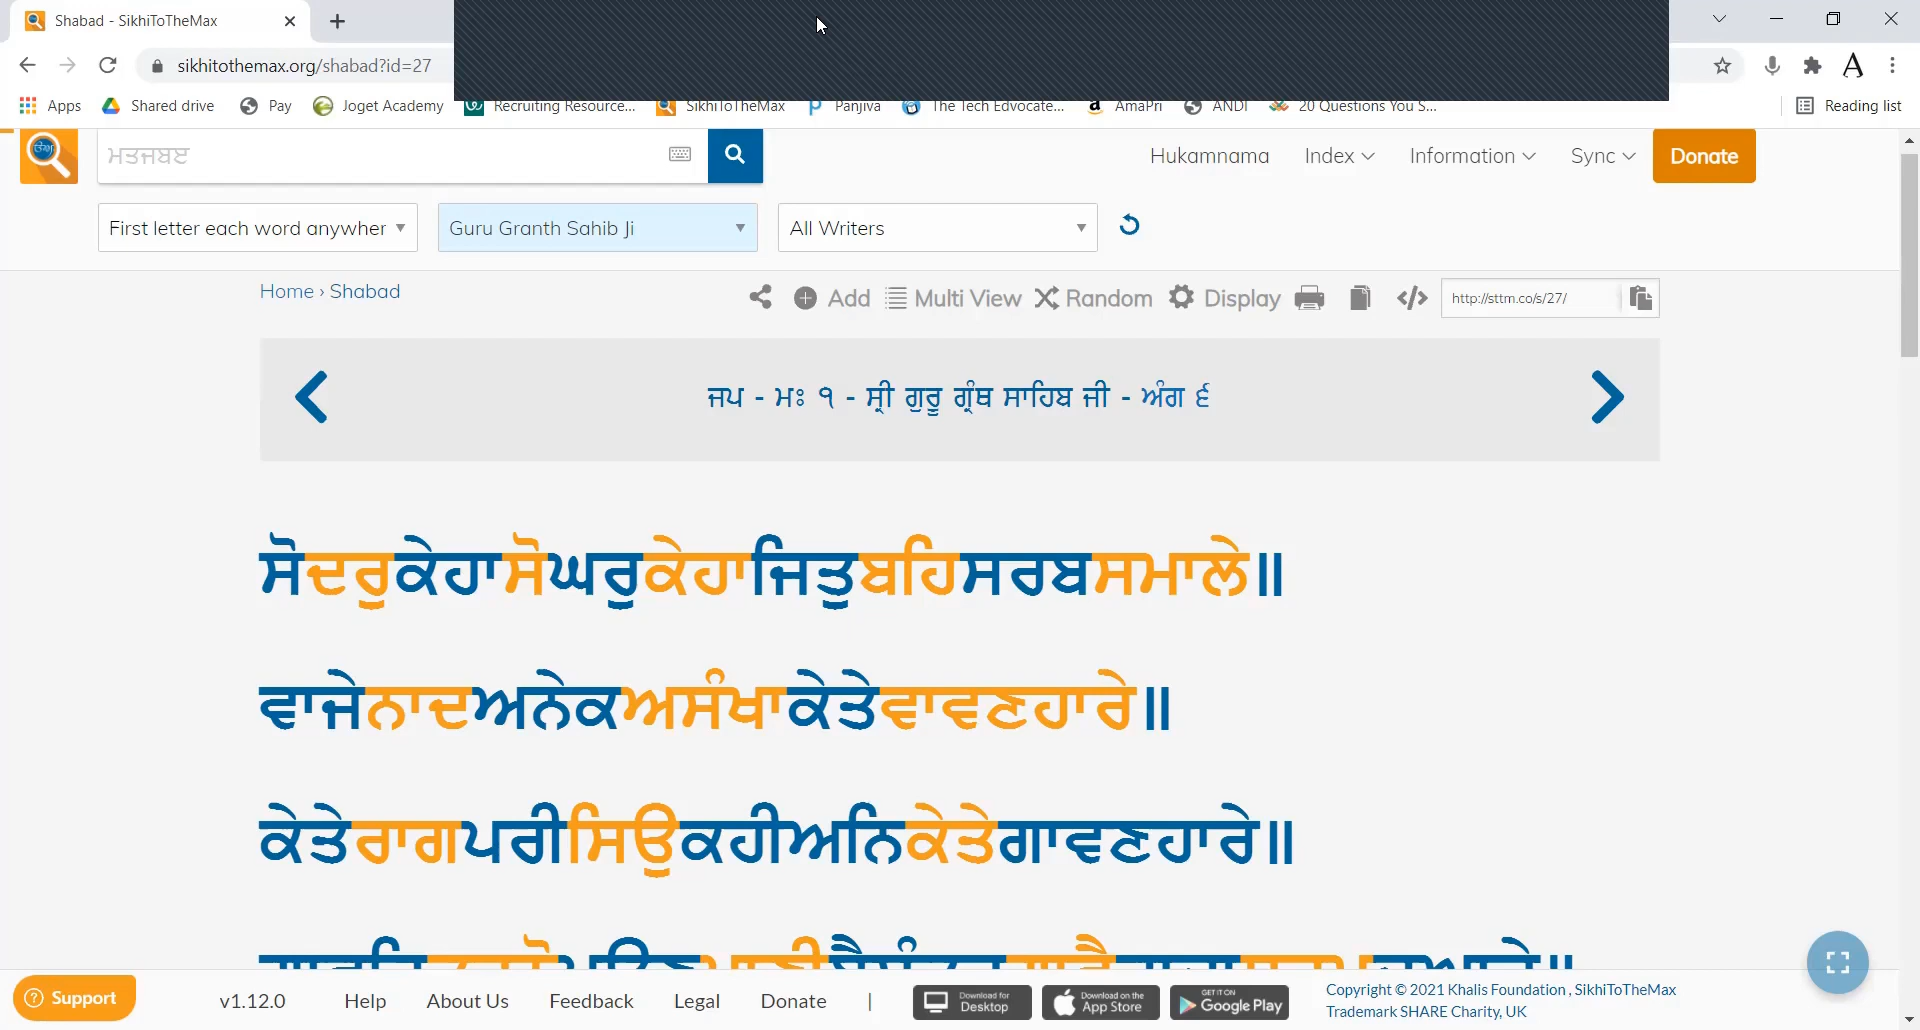 Shabad - SikhiToTheMax
sikhitothemax.org/shabad?id=27
Apps Shared drive Pay Joget Academy Recruiting Resource... SikhiToTheMax Panjiva The Tech Edvocate... AmaPri ANDI 20 Questions You S... Reading list
ਮਤਜਬੲ
Hukamnama Index Information Sync Donate
First letter each word anywher Guru Granth Sahib Ji All Writers
Home › Shabad Add Multi View Random Display http://sttm.co/s/27/
ਜਪ - ਮਃ ੧ - ਸ੍ਰੀ ਗੁਰੂ ਗ੍ਰੰਥ ਸਾਹਿਬ ਜੀ - ਅੰਗ ੬
ਸੋਦਰੁਕੇਹਾਸੋਘਰੁਕੇਹਾਜਿਤੁਬਹਿਸਰਬਸਮਾਲੇ॥
ਵਾਜੇਨਾਦਅਨੇਕਅਸੰਖਾਕੇਤੇਵਾਵਣਹਾਰੇ॥
ਕੇਤੇਰਾਗਪਰੀਸਿਉਕਹੀਅਨਿਕੇਤੇਗਾਵਣਹਾਰੇ॥
Support v1.12.0 Help About Us Feedback Legal Donate | Download for Desktop Download on the App Store GET IT ON Google Play
Copyright © 2021 Khalis Foundation , SikhiToTheMax
Trademark SHARE Charity, UK